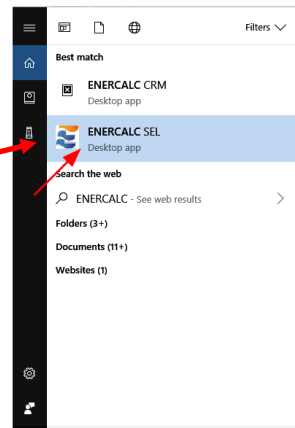 Filters
Best match
ENERCALC CRM
Desktop app
ENERCALC SEL
Desktop app
Search the web
ENERCALC - See web results
Folders (3+)
Documents (11+)
Websites (1)